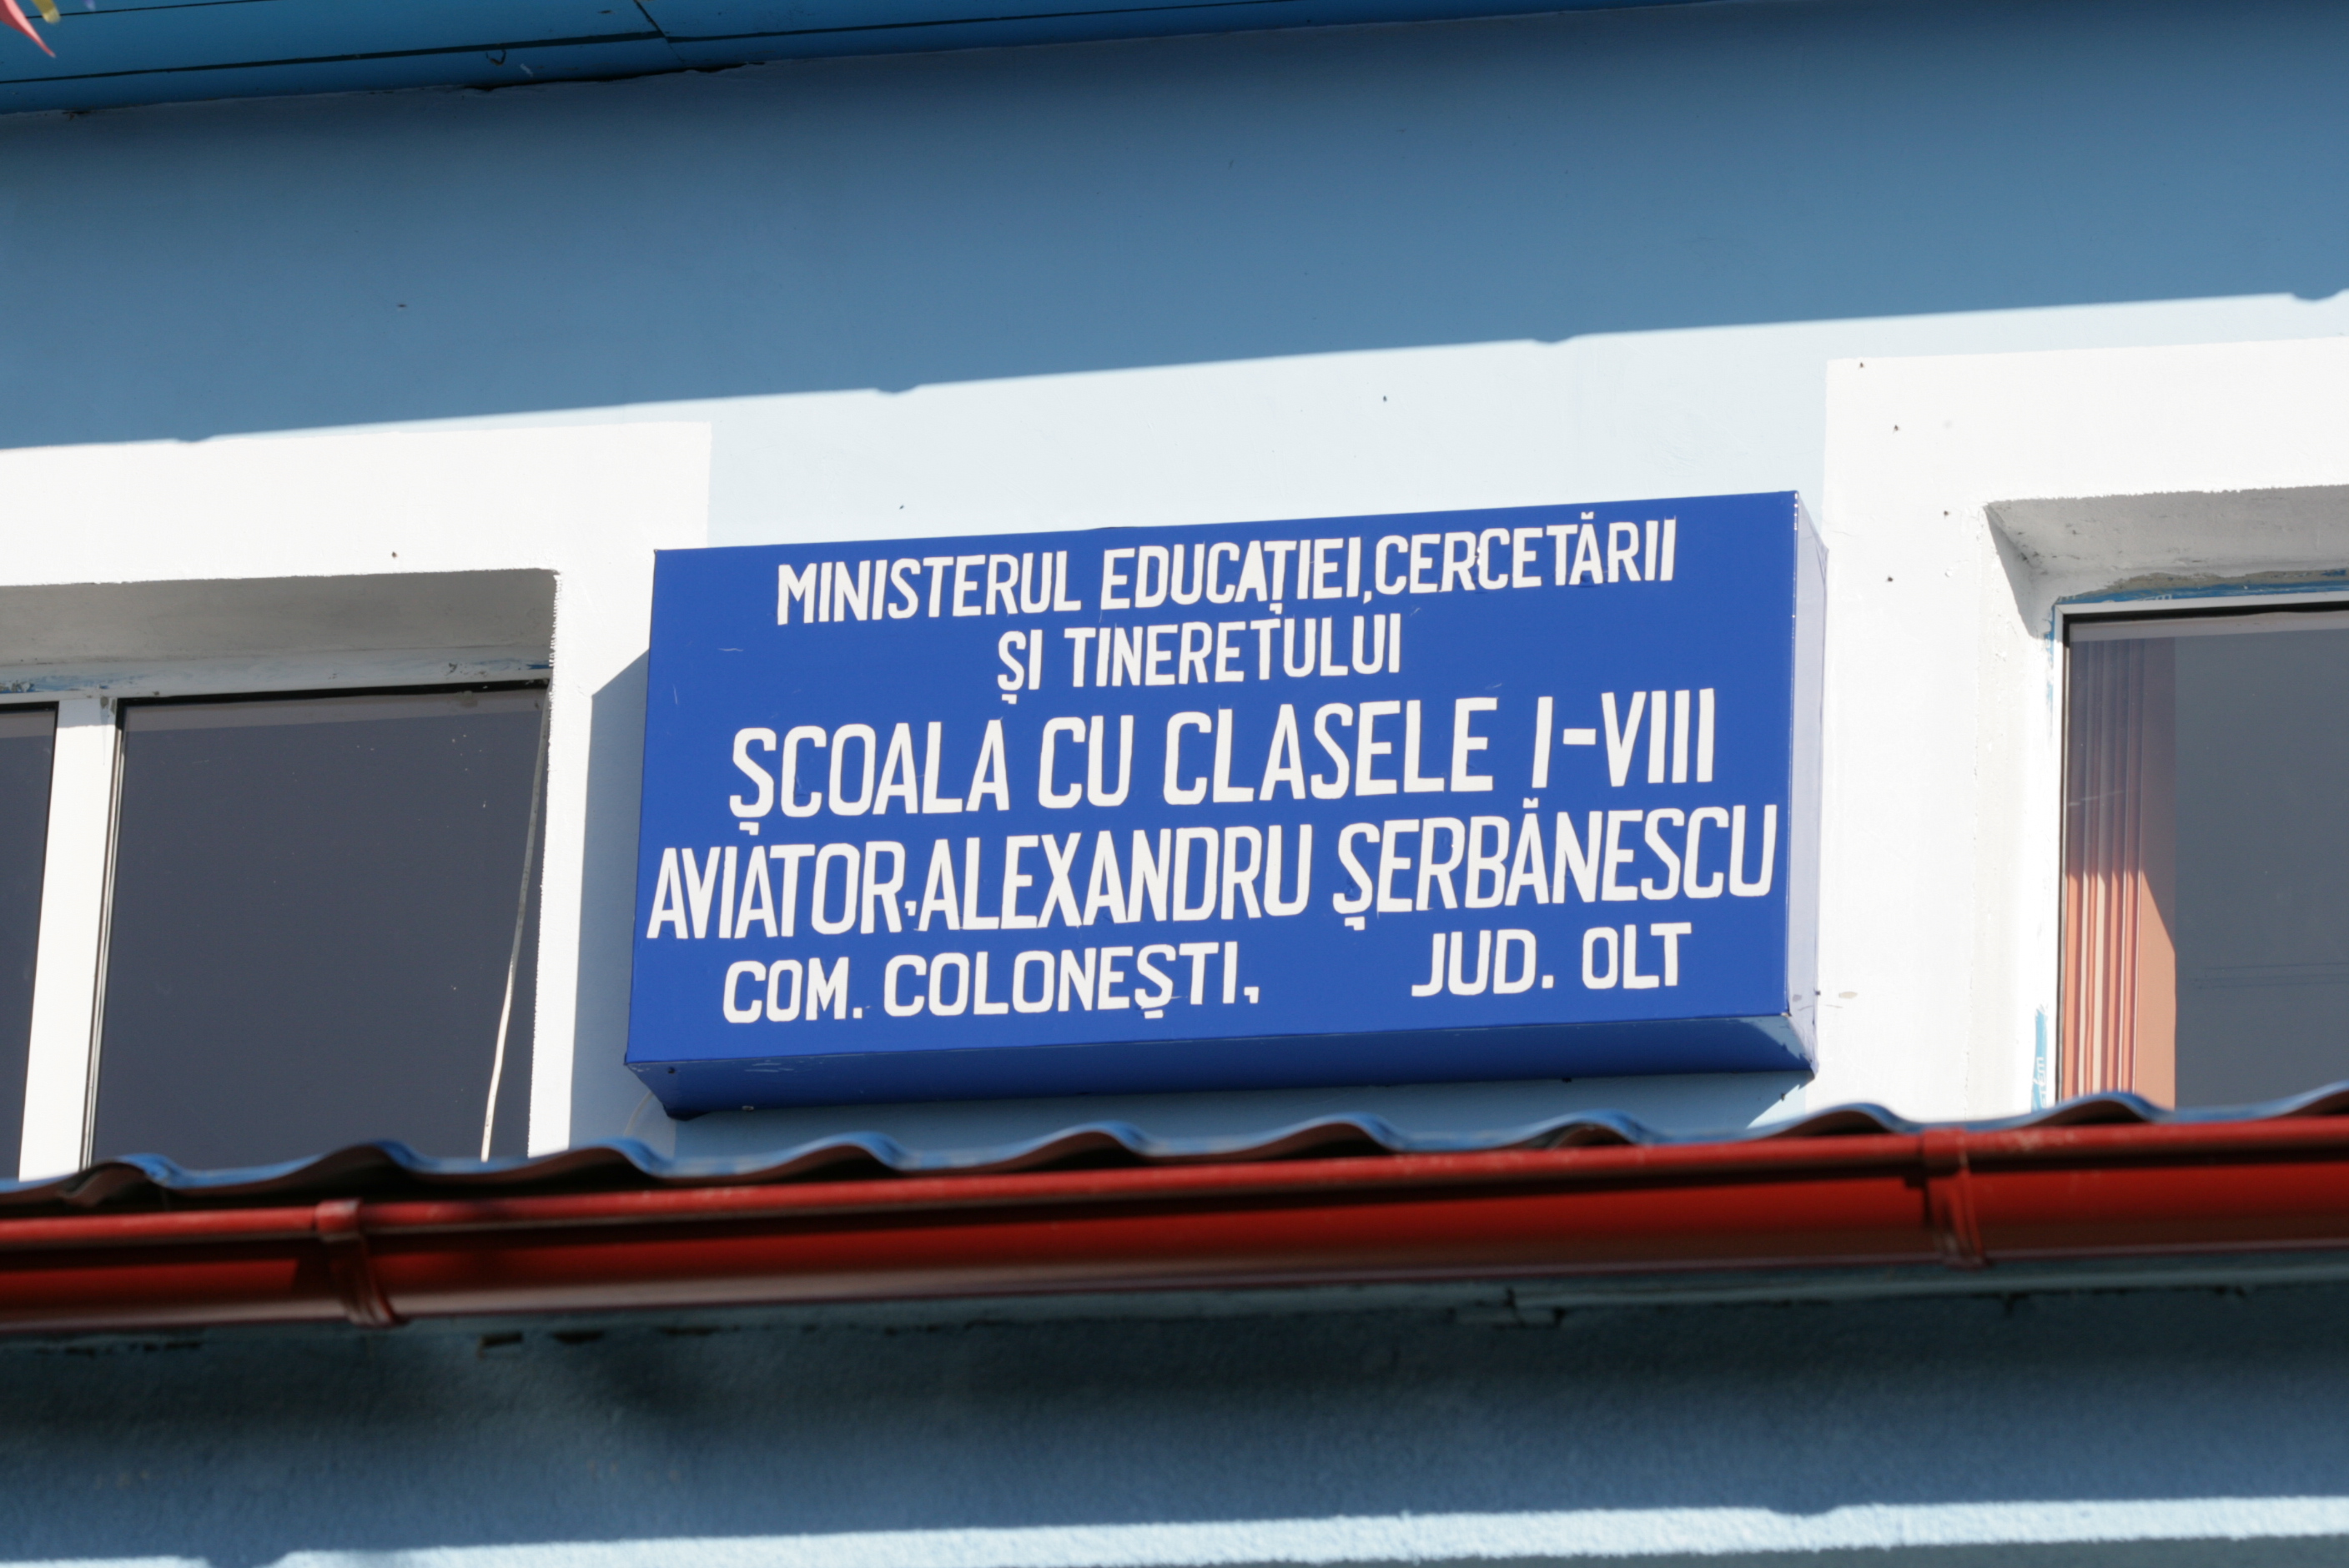 MINISTERUL EDUCAȚIEI,CERCETĂRII
ȘI TINERETULUI
ȘCOALA CU CLASELE I-VIII
AVIATOR,ALEXANDRU ȘERBĂNESCU
COM. COLONEȘTI, JUD. OLT